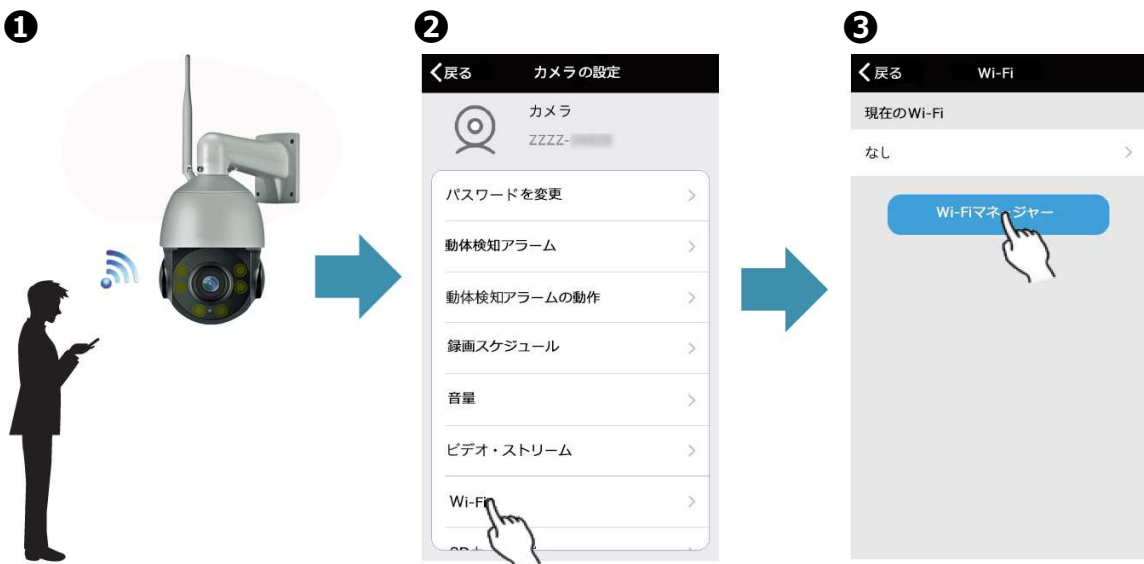 ❶
❷
❸
戻る カメラの設定
カメラ
ZZZZ-
パスワードを変更
動体検知アラーム
動体検知アラームの動作
録画スケジュール
音量
ビデオ・ストリーム
Wi-Fi
戻る Wi-Fi
現在のWi-Fi
なし
Wi-Fiマネージャー